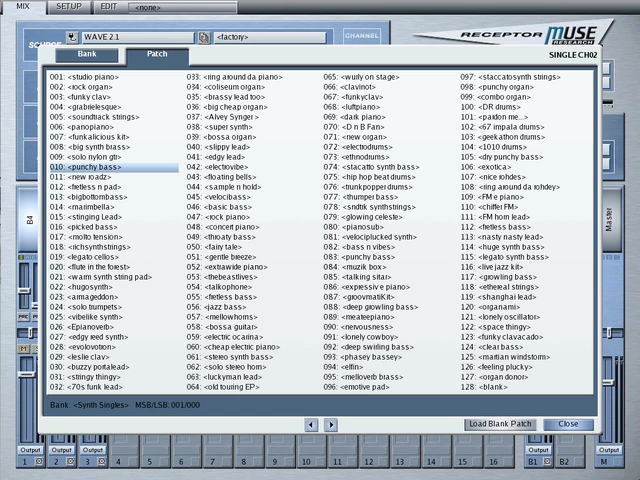 MIX SETUP EDIT <none>
WAVE 2.1 <factory> CHANNEL
RECEPTOR MUSE RESEARCH
Bank Patch SINGLE CH02
001: <studio piano>
002: <rock organ>
003: <funky clav>
004: <gabrielesque>
005: <soundtrack strings>
006: <panopiano>
007: <funkalicious kit>
008: <big synth brass>
009: <solo nylon gtr>
010: <punchy bass>
011: <new roadz>
012: <fretless n pad>
013: <bigbottombass>
014: <marimbella>
015: <stinging Lead>
016: <picked bass>
017: <molto tension>
018: <richsynthstrings>
019: <legato cellos>
020: <flute in the forest>
021: <warm synth string pad>
022: <hugosynth>
023: <armageddon>
024: <solo trumpets>
025: <vibelike synth>
026: <Epianoverb>
027: <edgy reed synth>
028: <evolovotion>
029: <leslie clav>
030: <buzzy portalead>
031: <stringy thingy>
032: <70s funk lead>
033: <ring around da piano>
034: <coliseum organ>
035: <brassy lead too>
036: <big cheap organ>
037: <Alvey Synger>
038: <super synth>
039: <bossa organ>
040: <slippy lead>
041: <edgy lead>
042: <electrovibe>
043: <floating bells>
044: <sample n hold>
045: <velocibass>
046: <basic bass>
047: <rock piano>
048: <concert piano>
049: <throaty bass>
050: <fairy tale>
051: <gentle breeze>
052: <extrawide piano>
053: <thebeastlives>
054: <talkophone>
055: <fretless bass>
056: <jazz bass>
057: <mellowhorns>
058: <bossa guitar>
059: <electric ocarina>
060: <cheap electric piano>
061: <stereo synth bass>
062: <solo stereo horn>
063: <luckyman lead>
064: <old touring EP>
065: <wurly on stage>
066: <clavinot>
067: <funkyclav>
068: <luftpiano>
069: <dark piano>
070: <D n B Fan>
071: <new organ>
072: <electrodrums>
073: <ethnodrums>
074: <stacatto synth bass>
075: <hip hop beat drums>
076: <trunkpopper drums>
077: <thumper bass>
078: <sndtrk synthstrings>
079: <glowing celeste>
080: <pianosub>
081: <velociplucked synth>
082: <bass n vibes>
083: <punchy bass>
084: <muzik box>
085: <talking sitar>
086: <expressive piano>
087: <groovmatiKit>
088: <deep growling bass>
089: <mateepiano>
090: <nervousness>
091: <lonely cowboy>
092: <deep swirling bass>
093: <phasey bassey>
094: <elfin>
095: <melloverb brass>
096: <emotive pad>
097: <staccatosynth strings>
098: <punchy organ>
099: <combo organ>
100: <DR drums>
101: <pardon me...>
102: <67 impala drums>
103: <geekathon drums>
104: <1010 drums>
105: <dry punchy bass>
106: <exotica>
107: <nice rohdes>
108: <ring around da rohdey>
109: <FM e piano>
110: <chiffer FM>
111: <FM horn lead>
112: <fretless bass>
113: <nasty nasty lead>
114: <huge synth bass>
115: <legato synth bass>
116: <live jazz kit>
117: <growling bass>
118: <ethereal strings>
119: <shanghai lead>
120: <organami>
121: <lonely oscillator>
122: <space thingy>
123: <funky clavacado>
124: <clear bass>
125: <martian windstorm>
126: <feeling plucky>
127: <organ donor>
128: <blank>
B4
Master
Bank: <Synth Singles> MSB/LSB: 001/000
Load Blank Patch Close
Output Output Output Output Output
1 2 3 4 5 6 7 8 9 10 11 12 13 14 15 16 B1 B2 M